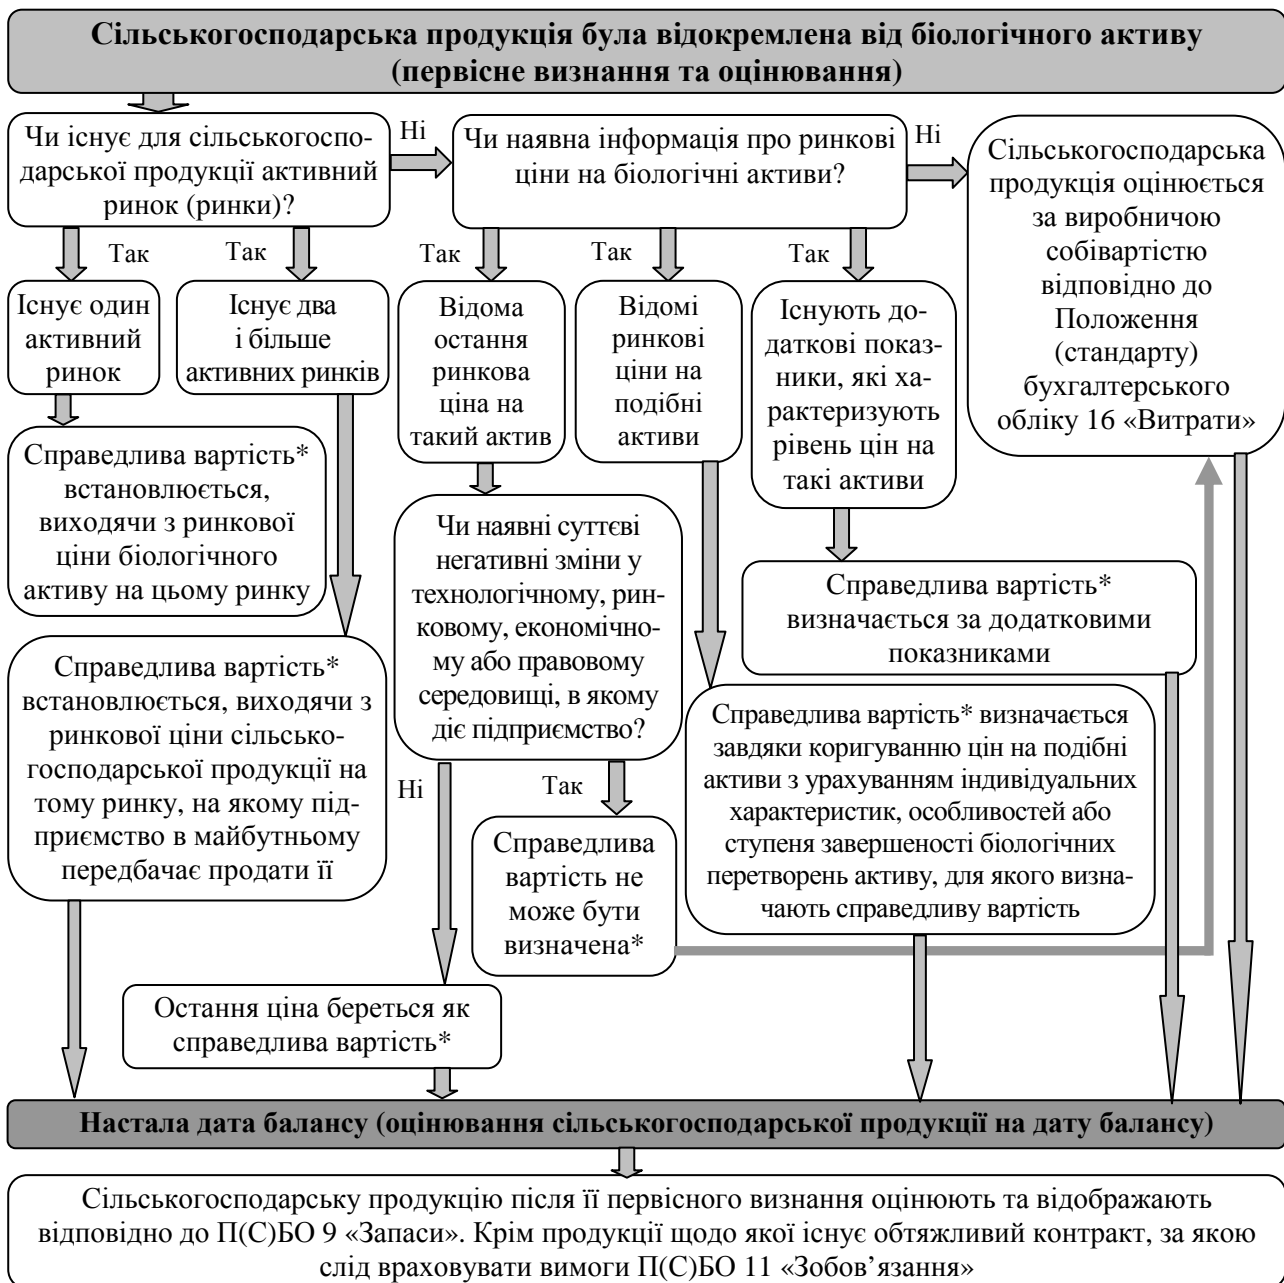 Сільськогосподарська продукція була відокремлена від біологічного активу
(первісне визнання та оцінювання)
Чи існує для сільськогоспо-
дарської продукції активний
ринок (ринки)?
Ні
Чи наявна інформація про ринкові
ціни на біологічні активи?
Ні
Сільськогосподарська
продукція оцінюється
за виробничою
собівартістю
відповідно до
Положення
(стандарту)
бухгалтерського
обліку 16 «Витрати»
Так
Так
Так
Так
Так
Існує один
активний
ринок
Існує два
і більше
активних ринків
Відома
остання
ринкова
ціна на
такий актив
Відомі
ринкові
ціни на
подібні
активи
Існують до-
даткові показ-
ники, які ха-
рактеризують
рівень цін на
такі активи
Справедлива вартість*
встановлюється,
виходячи з ринкової
ціни біологічного
активу на цьому ринку
Чи наявні суттєві
негативні зміни у
технологічному, рин-
ковому, економічно-
му або правовому
середовищі, в якому
діє підприємство?
Справедлива вартість*
визначається за додатковими
показниками
Справедлива вартість*
встановлюється, виходячи з
ринкової ціни сільсько-
господарської продукції на
тому ринку, на якому під-
приємство в майбутньому
передбачає продати її
Справедлива вартість* визначається
завдяки коригуванню цін на подібні
активи з урахуванням індивідуальних
характеристик, особливостей або
ступеня завершеності біологічних
перетворень активу, для якого визна-
чають справедливу вартість
Ні
Так
Справедлива
вартість не
може бути
визначена*
Остання ціна береться як
справедлива вартість*
Настала дата балансу (оцінювання сільськогосподарської продукції на дату балансу)
Сільськогосподарську продукцію після її первісного визнання оцінюють та відображають
відповідно до П(С)БО 9 «Запаси». Крім продукції щодо якої існує обтяжливий контракт, за якою
слід враховувати вимоги П(С)БО 11 «Зобов’язання»